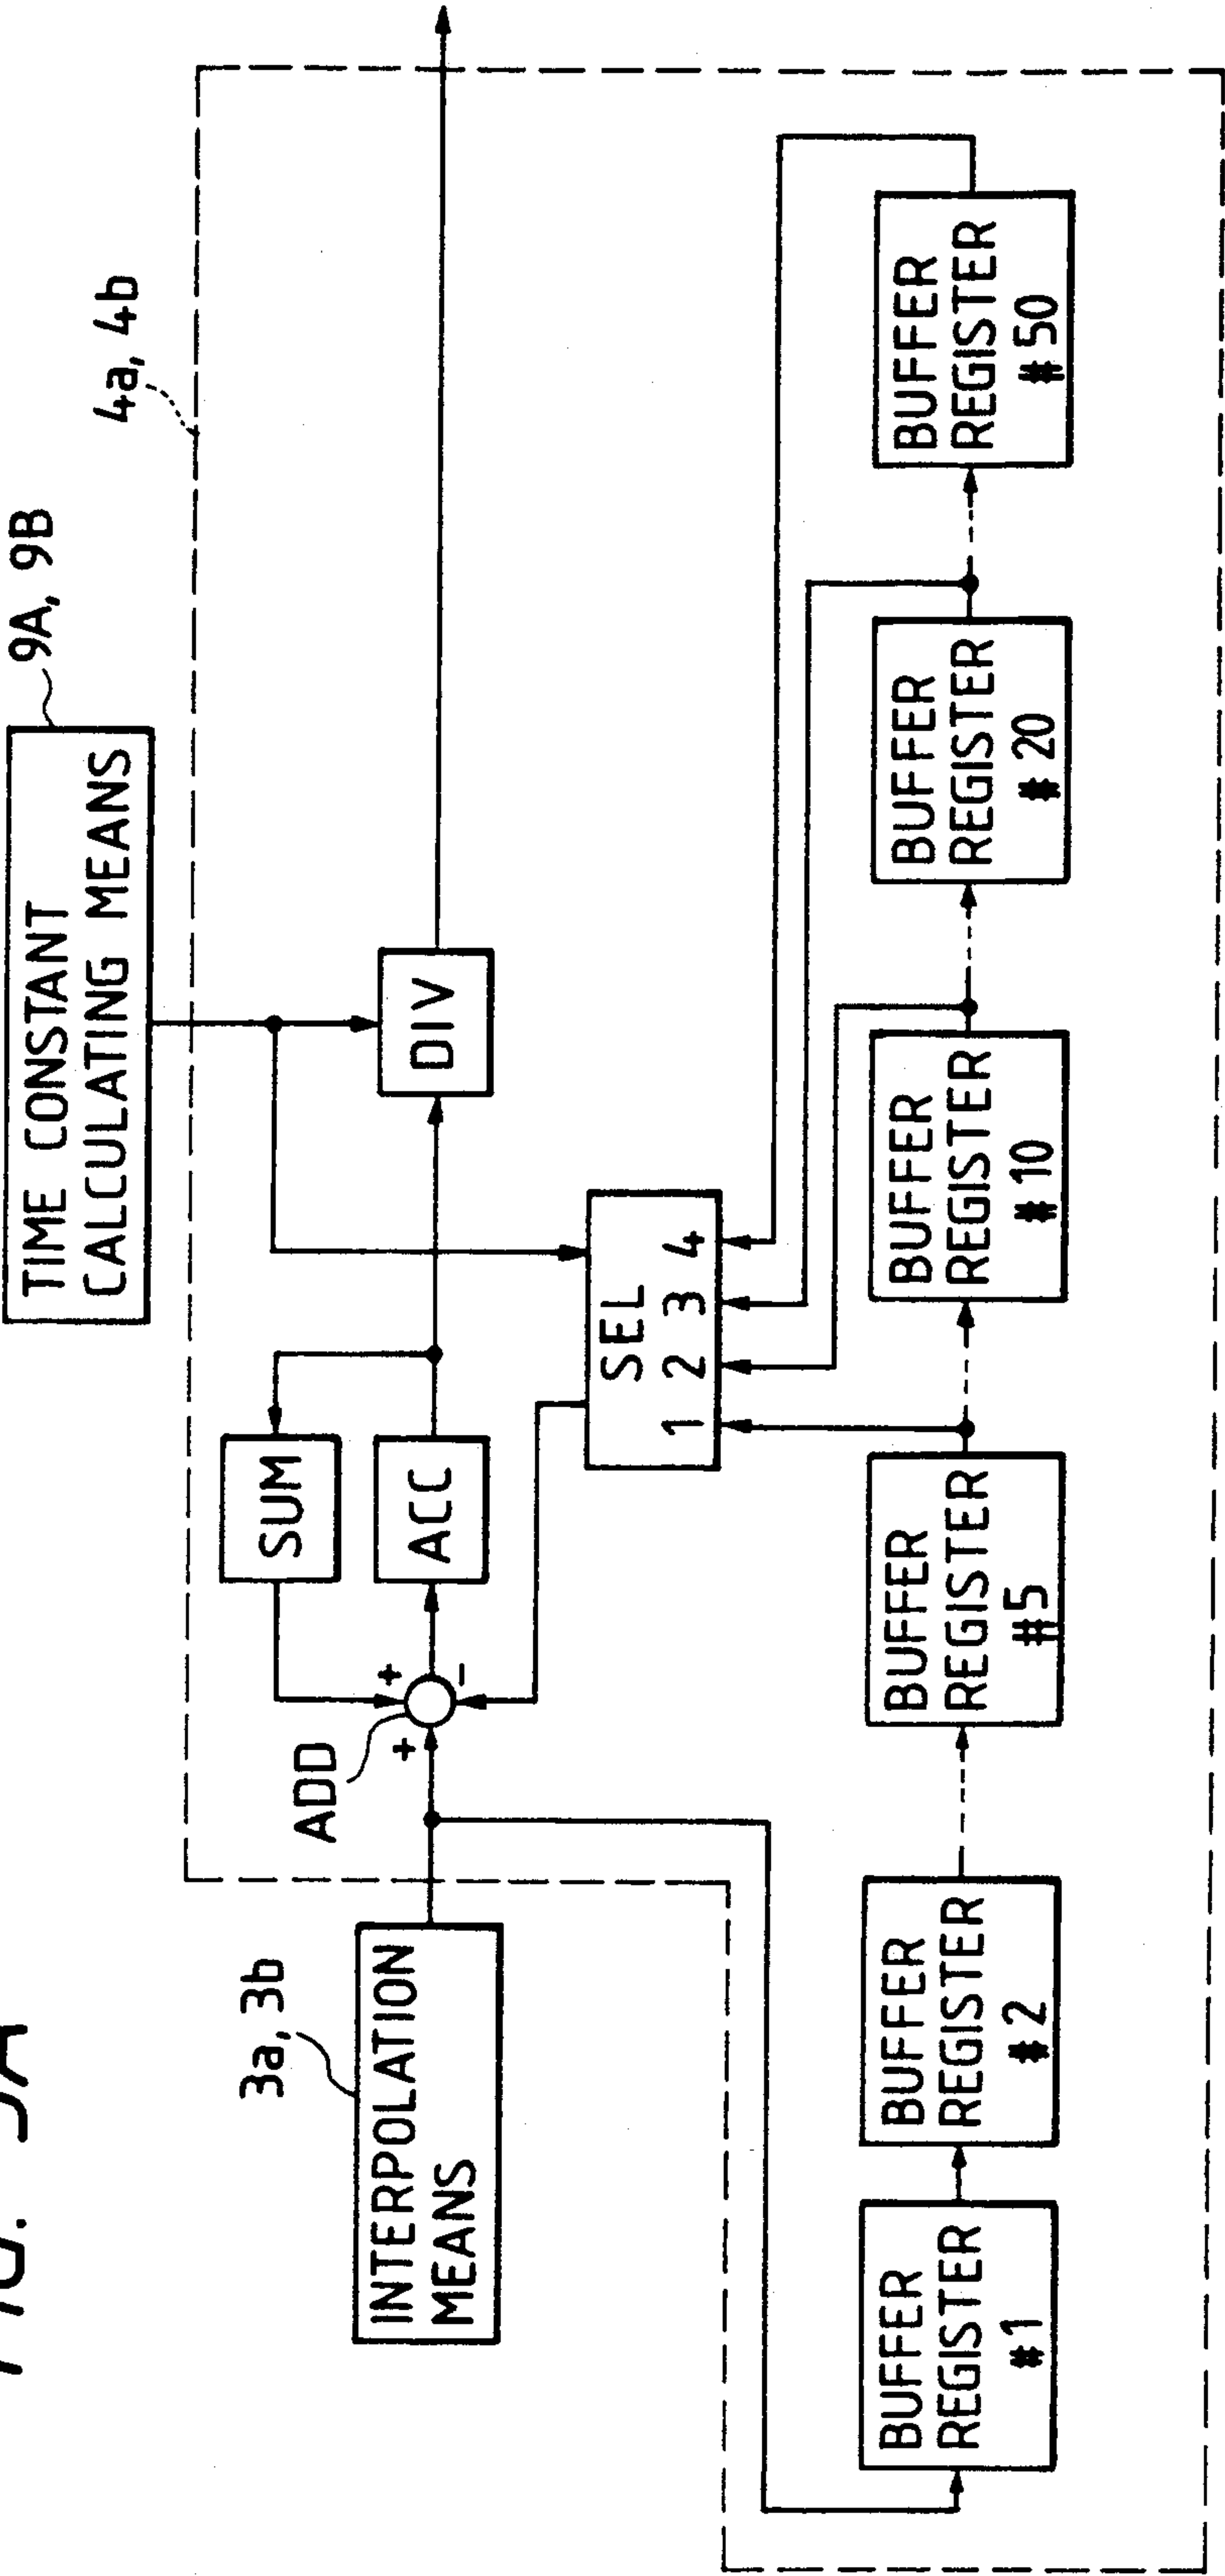 TIME CONSTANT
CALCULATING MEANS
9A, 9B
4a, 4b
3a, 3b
INTERPOLATION
MEANS
ADD
+
+
−
SUM
ACC
DIV
SEL
1 2 3 4
BUFFER
REGISTER
#1
BUFFER
REGISTER
#2
BUFFER
REGISTER
#5
BUFFER
REGISTER
#10
BUFFER
REGISTER
#20
BUFFER
REGISTER
#50